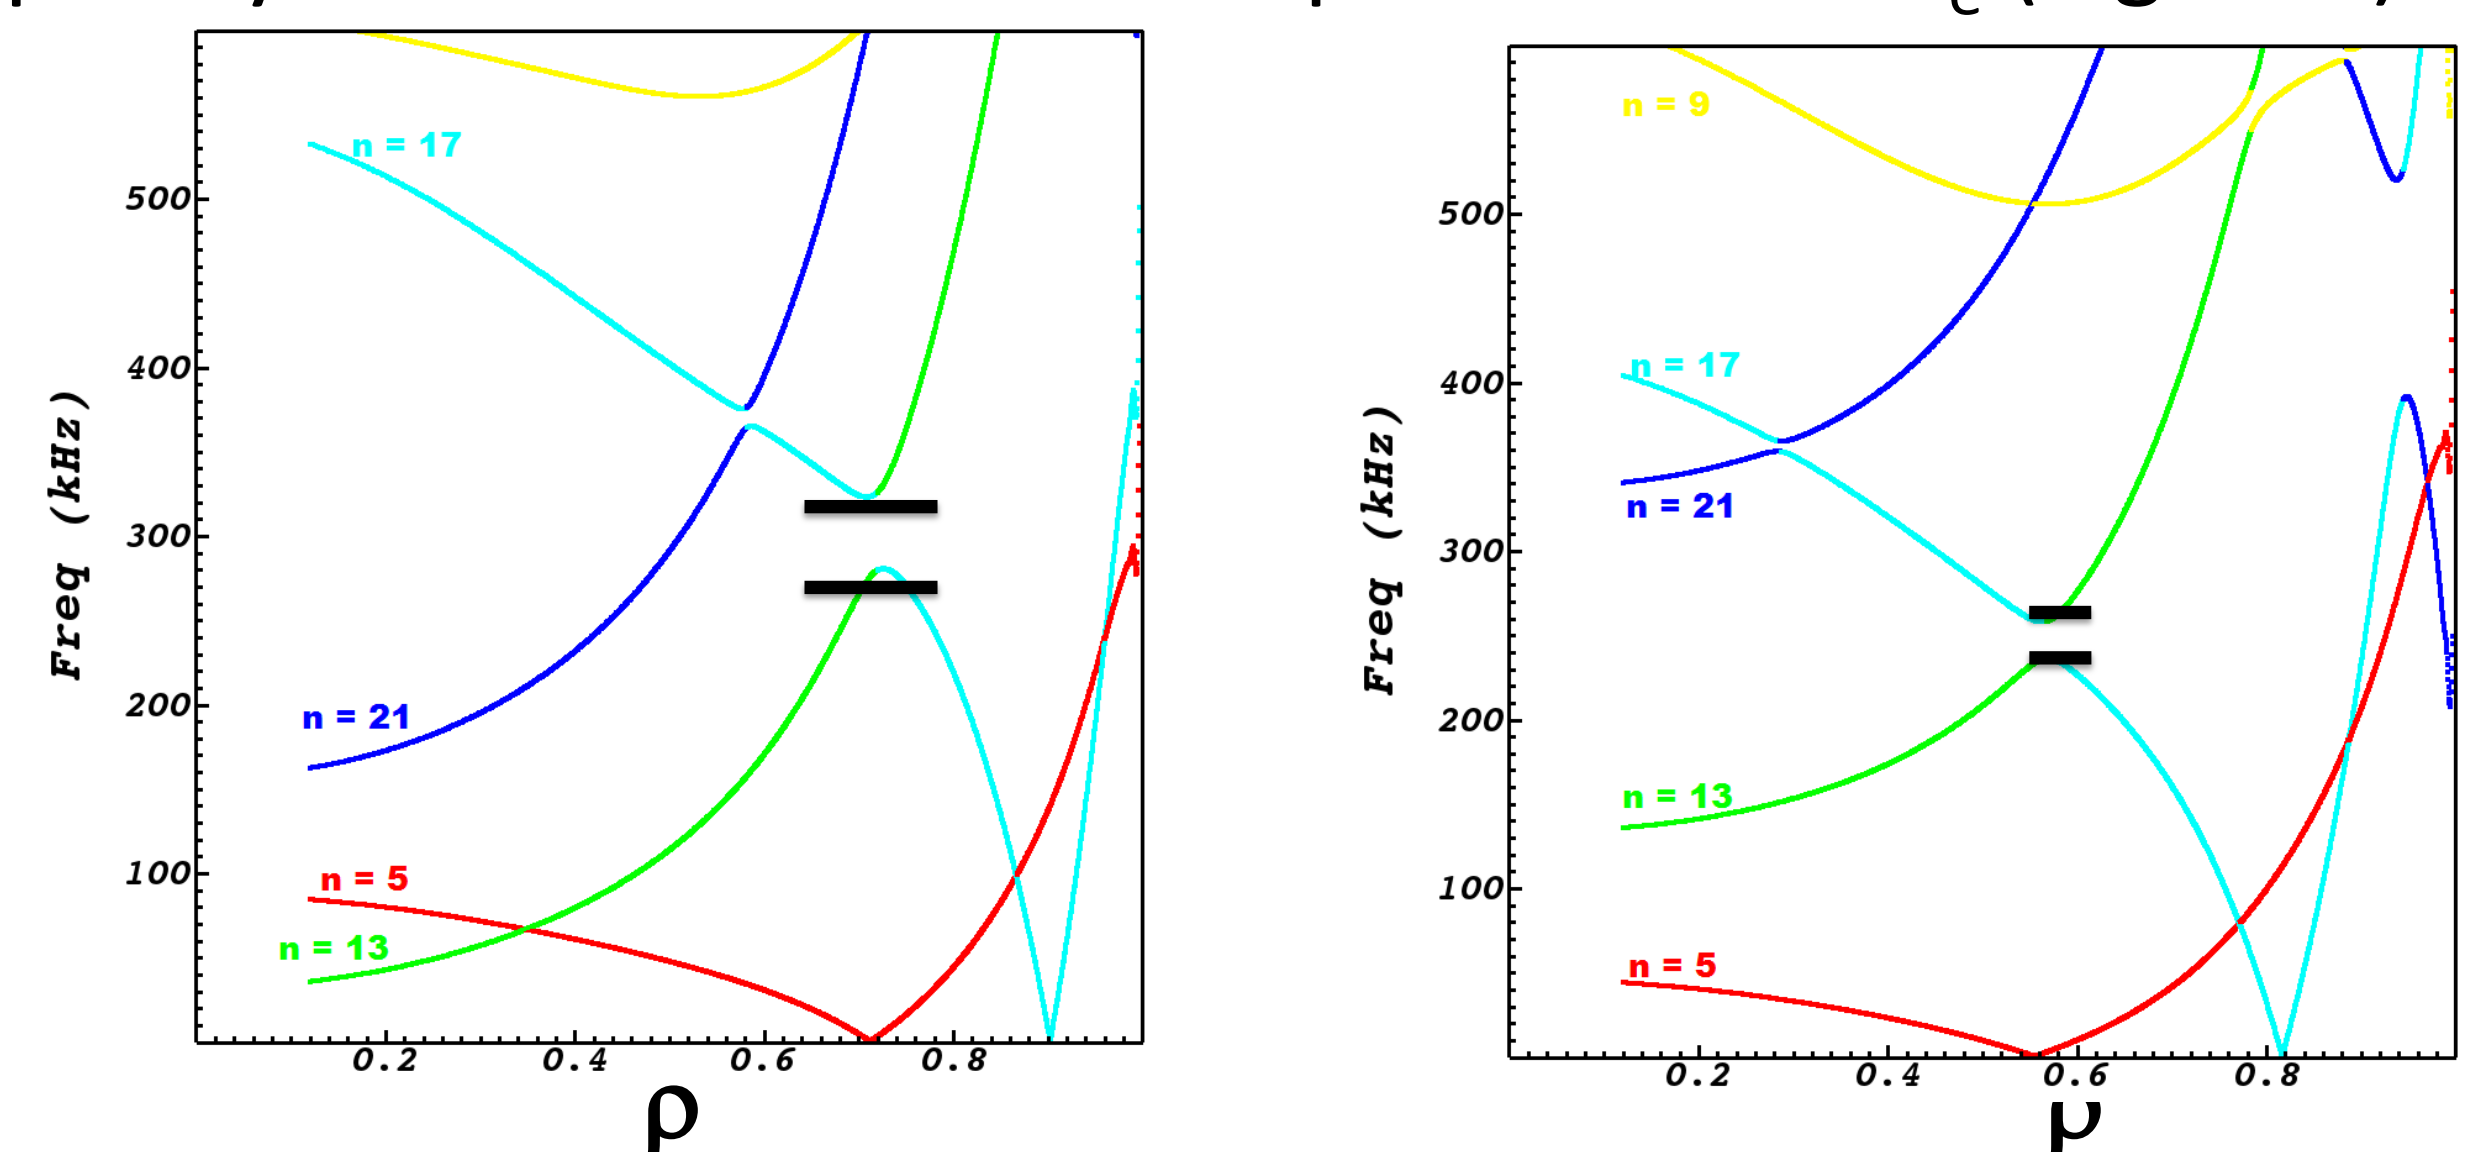 n = 17
500
400
300
200
100
n = 21
n = 5
n = 13
Freq (kHz)
0.2 0.4 0.6 0.8
ρ
n = 9
500
n = 17
400
n = 21
300
200
n = 13
100
n = 5
Freq (kHz)
0.2 0.4 0.6 0.8
ρ